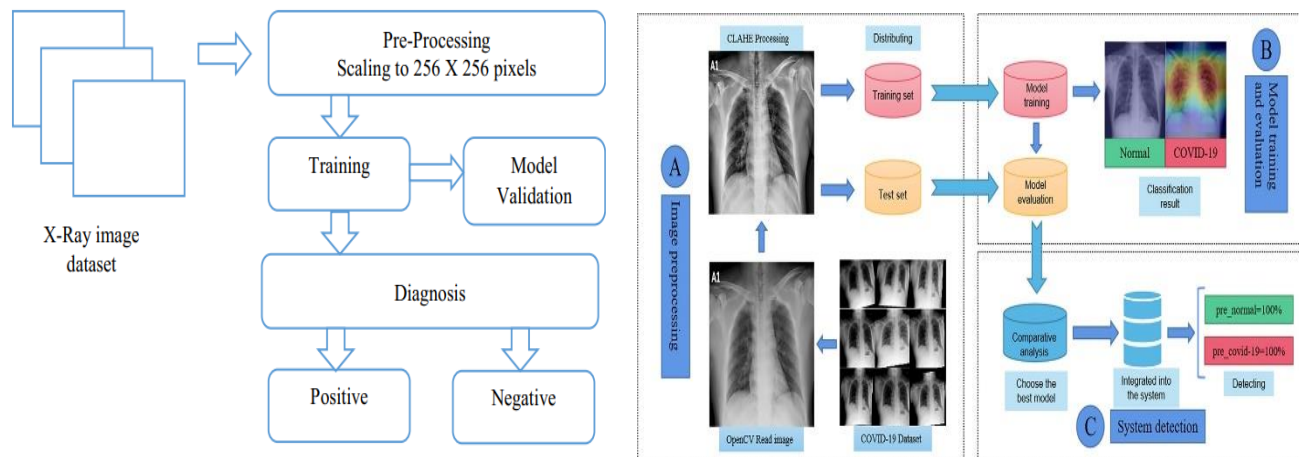 Pre-Processing
Scaling to 256 X 256 pixels
Training
Model
Validation
X-Ray image
dataset
Diagnosis
Positive
Negative
A
Image preprocessing
CLAHE Processing
A1
Distributing
Training set
Test set
A1
OpenCV Read image
COVID-19 Dataset
B
Model training
and evaluation
Model
training
Model
evaluation
Normal
COVID-19
Classification
result
Comparative
analysis
Choose the
best model
Integrated into
the system
pre_normal=100%
pre_covid-19=100%
Detecting
C
System detection